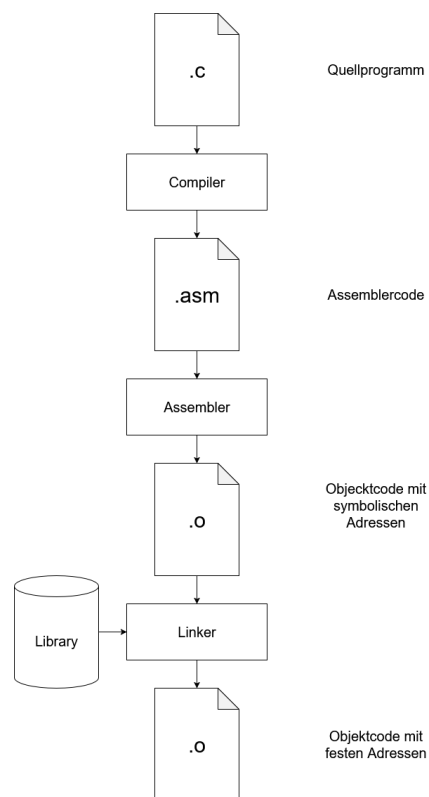 .c
Quellprogramm
Compiler
.asm
Assemblercode
Assembler
.o
Objecktcode mit
symbolischen
Adressen
Library
Linker
.o
Objektcode mit
festen Adressen